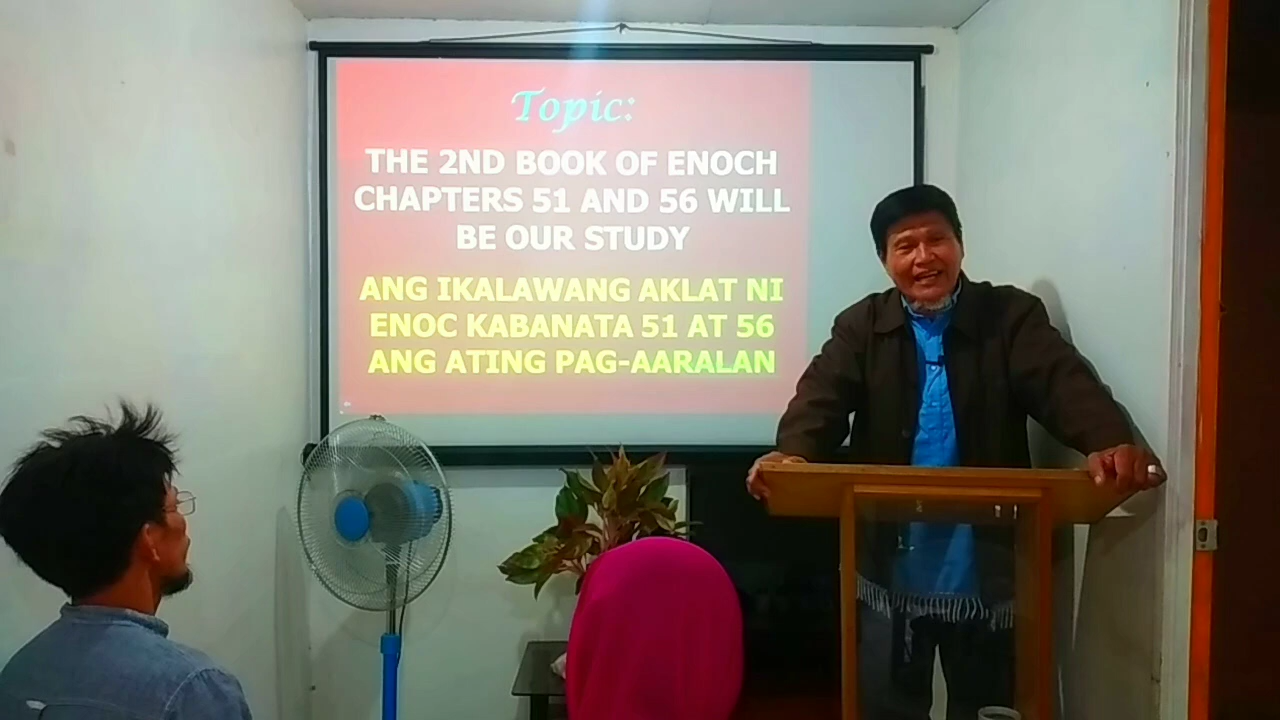 Topic:
THE 2ND BOOK OF ENOCH
CHAPTERS 51 AND 56 WILL
BE OUR STUDY
ANG IKALAWANG AKLAT NI
ENOC KABANATA 51 AT 56
ANG ATING PAG-AARALAN